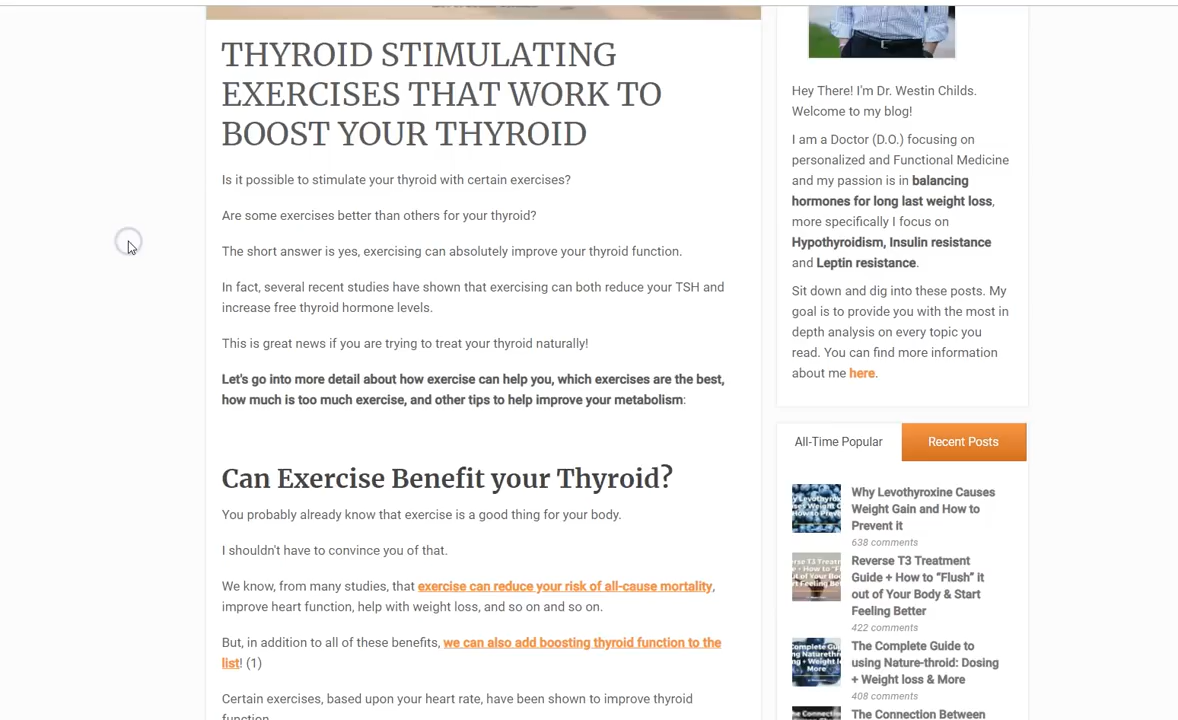 THYROID STIMULATING
EXERCISES THAT WORK TO
BOOST YOUR THYROID
Is it possible to stimulate your thyroid with certain exercises?
Are some exercises better than others for your thyroid?
The short answer is yes, exercising can absolutely improve your thyroid function.
In fact, several recent studies have shown that exercising can both reduce your TSH and
increase free thyroid hormone levels.
This is great news if you are trying to treat your thyroid naturally!
Let's go into more detail about how exercise can help you, which exercises are the best,
how much is too much exercise, and other tips to help improve your metabolism:
Can Exercise Benefit your Thyroid?
You probably already know that exercise is a good thing for your body.
I shouldn't have to convince you of that.
We know, from many studies, that exercise can reduce your risk of all-cause mortality,
improve heart function, help with weight loss, and so on and so on.
But, in addition to all of these benefits, we can also add boosting thyroid function to the
list! (1)
Certain exercises, based upon your heart rate, have been shown to improve thyroid
function.
Hey There! I'm Dr. Westin Childs.
Welcome to my blog!
I am a Doctor (D.O.) focusing on
personalized and Functional Medicine
and my passion is in balancing
hormones for long last weight loss,
more specifically I focus on
Hypothyroidism, Insulin resistance
and Leptin resistance.
Sit down and dig into these posts. My
goal is to provide you with the most in
depth analysis on every topic you
read. You can find more information
about me here.
All-Time Popular
Recent Posts
Why Levothyroxine Causes
Weight Gain and How to
Prevent it
638 comments
Reverse T3 Treatment
Guide + How to “Flush” it
out of Your Body & Start
Feeling Better
422 comments
The Complete Guide to
using Nature-throid: Dosing
+ Weight loss & More
408 comments
The Connection Between